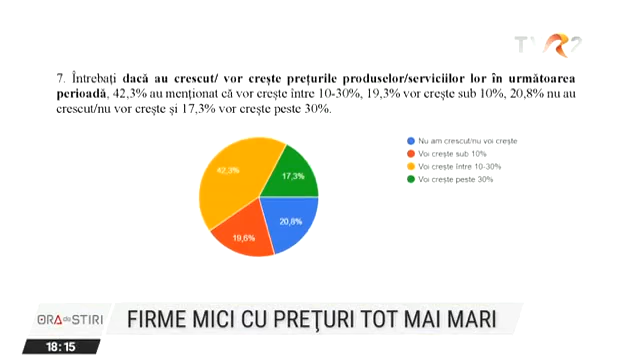 TVR2
7. Întrebați dacă au crescut/ vor crește prețurile produselor/serviciilor lor în următoarea
perioadă, 42,3% au menționat că vor crește între 10-30%, 19,3% vor crește sub 10%, 20,8% nu au
crescut/nu vor crește și 17,3% vor crește peste 30%.
Nu am crescut/nu voi crește
Voi crește sub 10%
Voi crește între 10-30%
Voi crește peste 30%
42,3%
17,3%
20,8%
19,6%
ORA de ȘTIRI
FIRME MICI CU PREŢURI TOT MAI MARI
18:15